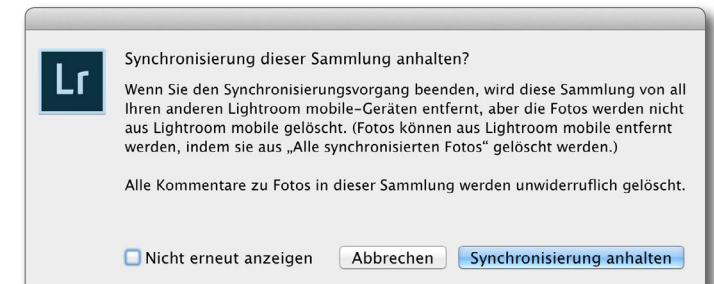 Lr
Synchronisierung dieser Sammlung anhalten?
Wenn Sie den Synchronisierungsvorgang beenden, wird diese Sammlung von all
Ihren anderen Lightroom mobile-Geräten entfernt, aber die Fotos werden nicht
aus Lightroom mobile gelöscht. (Fotos können aus Lightroom mobile entfernt
werden, indem sie aus „Alle synchronisierten Fotos“ gelöscht werden.)
Alle Kommentare zu Fotos in dieser Sammlung werden unwiderruflich gelöscht.
Nicht erneut anzeigen Abbrechen Synchronisierung anhalten